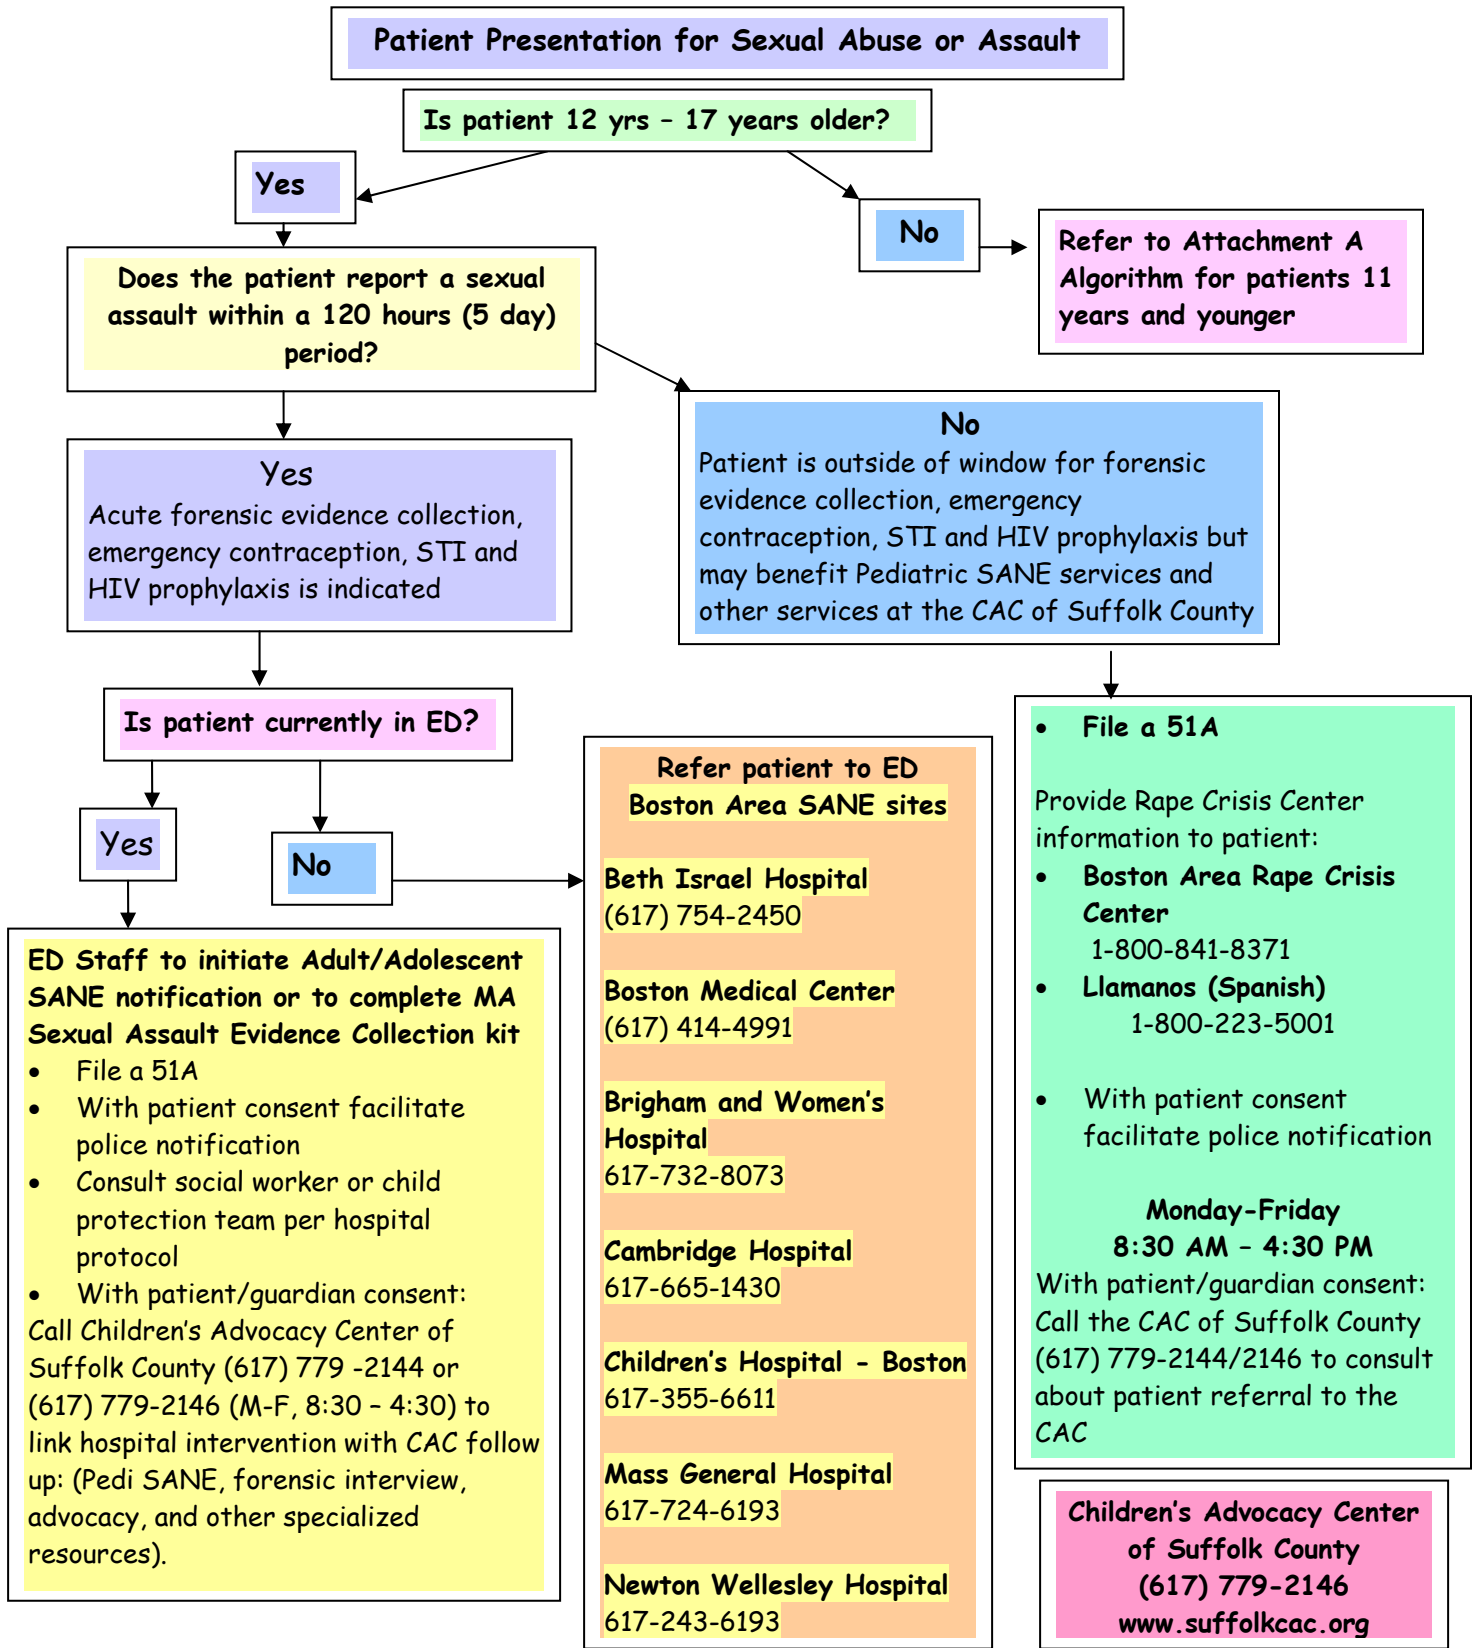 Patient Presentation for Sexual Abuse or Assault
Is patient 12 yrs – 17 years older?
Yes
No
Refer to Attachment A
Algorithm for patients 11
years and younger
Does the patient report a sexual
assault within a 120 hours (5 day)
period?
Yes
Acute forensic evidence collection,
emergency contraception, STI and
HIV prophylaxis is indicated
No
Patient is outside of window for forensic
evidence collection, emergency
contraception, STI and HIV prophylaxis but
may benefit Pediatric SANE services and
other services at the CAC of Suffolk County
Is patient currently in ED?
Yes
No
ED Staff to initiate Adult/Adolescent
SANE notification or to complete MA
Sexual Assault Evidence Collection kit
• File a 51A
• With patient consent facilitate
police notification
• Consult social worker or child
protection team per hospital
protocol
• With patient/guardian consent:
Call Children's Advocacy Center of
Suffolk County (617) 779 -2144 or
(617) 779-2146 (M-F, 8:30 – 4:30) to
link hospital intervention with CAC follow
up: (Pedi SANE, forensic interview,
advocacy, and other specialized
resources).
Refer patient to ED
Boston Area SANE sites
Beth Israel Hospital
(617) 754-2450
Boston Medical Center
(617) 414-4991
Brigham and Women's
Hospital
617-732-8073
Cambridge Hospital
617-665-1430
Children's Hospital - Boston
617-355-6611
Mass General Hospital
617-724-6193
Newton Wellesley Hospital
617-243-6193
• File a 51A
Provide Rape Crisis Center
information to patient:
• Boston Area Rape Crisis
Center
1-800-841-8371
• Llamanos (Spanish)
1-800-223-5001
• With patient consent
facilitate police notification
Monday-Friday
8:30 AM – 4:30 PM
With patient/guardian consent:
Call the CAC of Suffolk County
(617) 779-2144/2146 to consult
about patient referral to the
CAC
Children's Advocacy Center
of Suffolk County
(617) 779-2146
www.suffolkcac.org